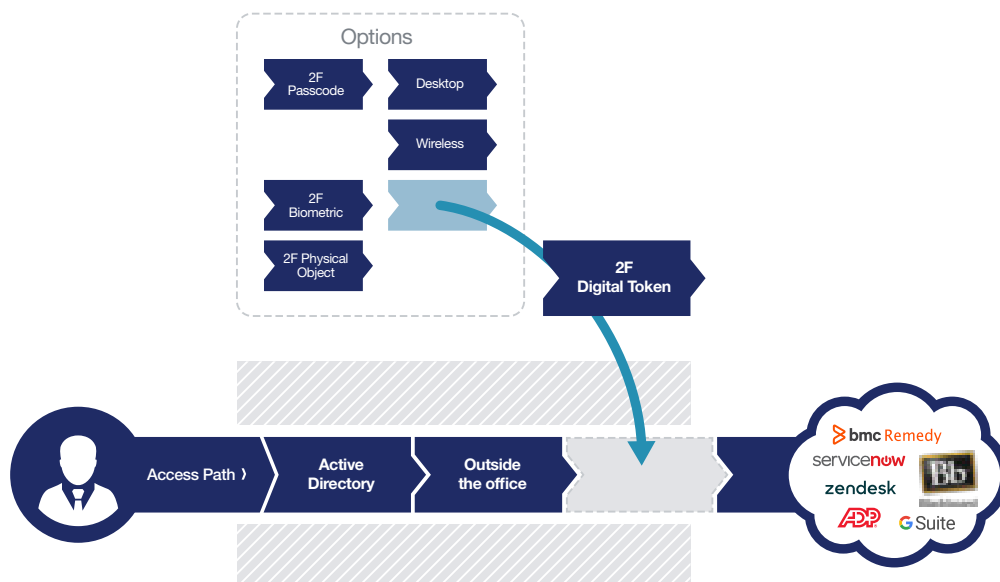 Options
2F
Passcode
Desktop
Wireless
2F
Biometric
2F Physical
Object
2F
Digital Token
Access Path
Active
Directory
Outside
the office
bmc Remedy
servicenow
Bb
zendesk
ADP
G Suite